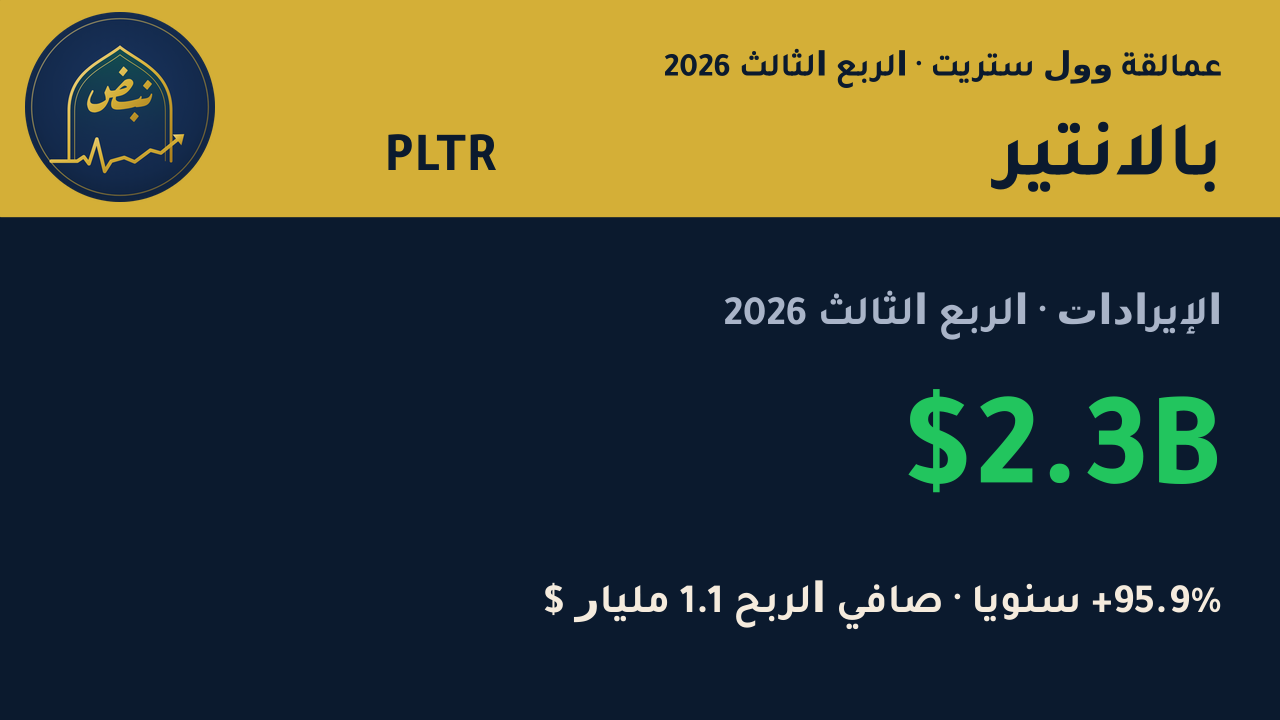 عمالقة وول ستريت · الربع الثالث 2026
بالانتير
PLTR
نبض
الإيرادات · الربع الثالث 2026
$2.3B
+95.9% سنويا · صافي الربح 1.1 مليار $